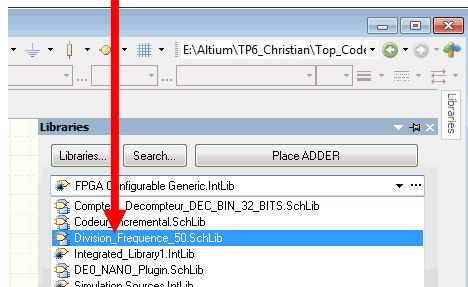 E:\Altium\TP6_Christian\Top_Code
Libraries
Libraries
Libraries... Search... Place ADDER
FPGA Configurable Generic.IntLib ...
Decompteur_DEC_BIN_32_BITS.SchLib
Codeur_Incremental.SchLib
Division_Frequence_50.SchLib
Integrated_Library1.IntLib
DE0_NANO_Plugin.SchLib
Simulation Sources.IntLib